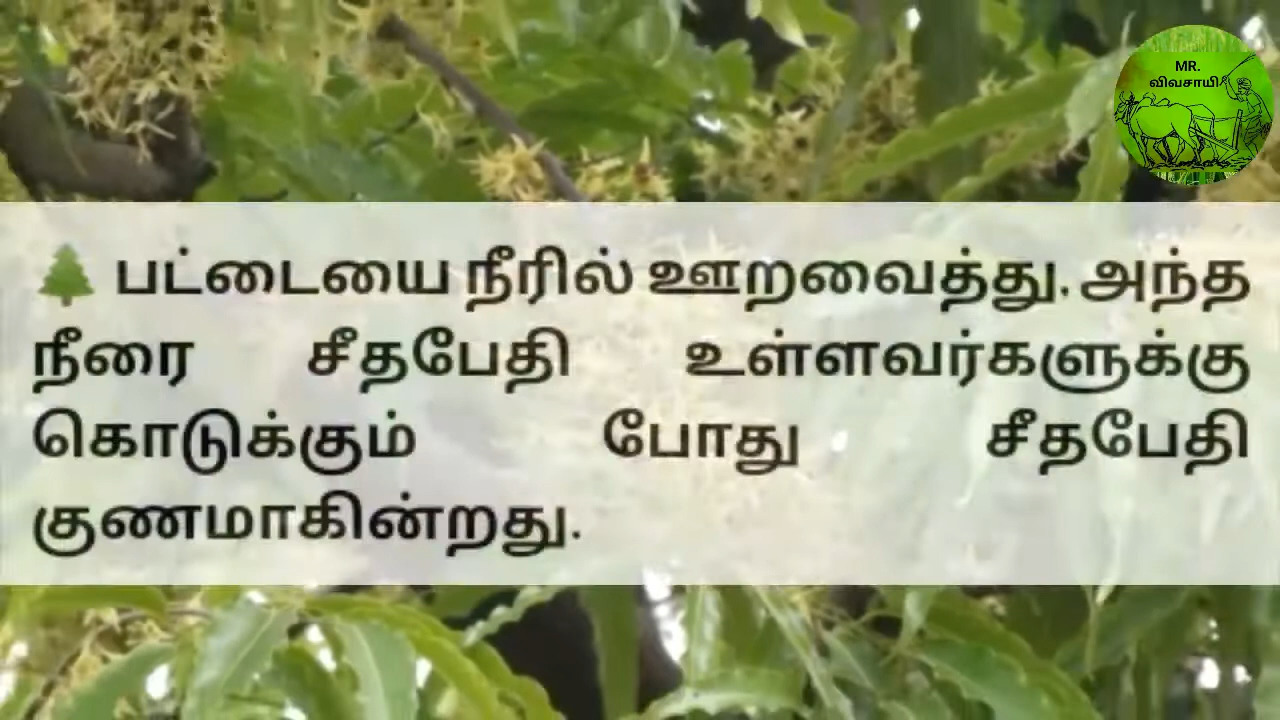 MR.
விவசாயி
🌲 பட்டையை நீரில் ஊறவைத்து. அந்த
நீரை சீதபேதி உள்ளவர்களுக்கு
கொடுக்கும் போது சீதபேதி
குணமாகின்றது.